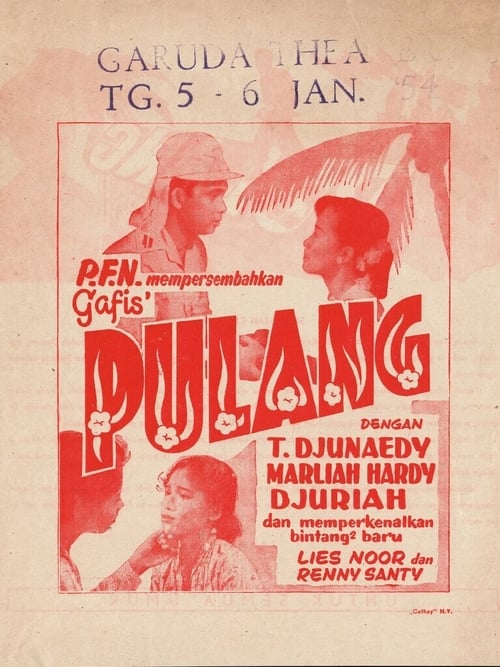 GARUDA THEA
TG. 5 - 6 JAN. '54
P.F.N. mempersembahkan
Gafis'
PULANG
DENGAN
T. DJUNAEDY
MARLIAH HARDY
DJURIAH
dan memperkenalkan
bintang² baru
LIES NOOR dan
RENNY SANTY
„Cathay" N.V.